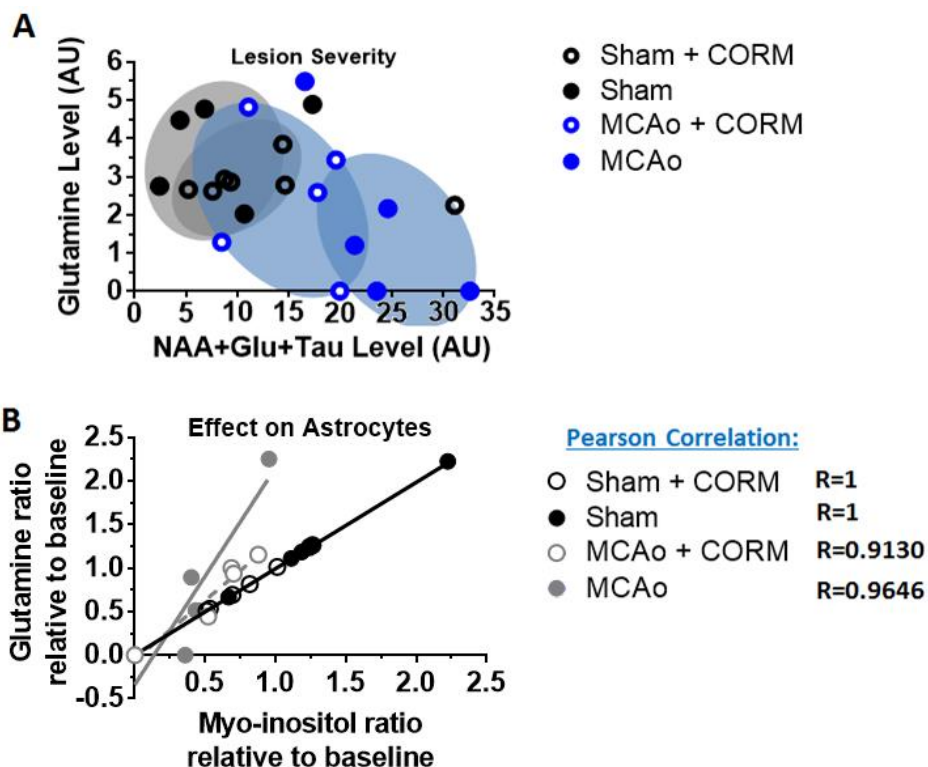 A
Lesion Severity
Glutamine Level (AU)
6
5
4
3
2
1
0
0 5 10 15 20 25 30 35
NAA+Glu+Tau Level (AU)
Sham + CORM
Sham
MCAo + CORM
MCAo
B
Effect on Astrocytes
Glutamine ratio
relative to baseline
2.5
2.0
1.5
1.0
0.5
0.0
-0.5
0.5 1.0 1.5 2.0 2.5
Myo-inositol ratio
relative to baseline
Pearson Correlation:
Sham + CORM R=1
Sham R=1
MCAo + CORM R=0.9130
MCAo R=0.9646